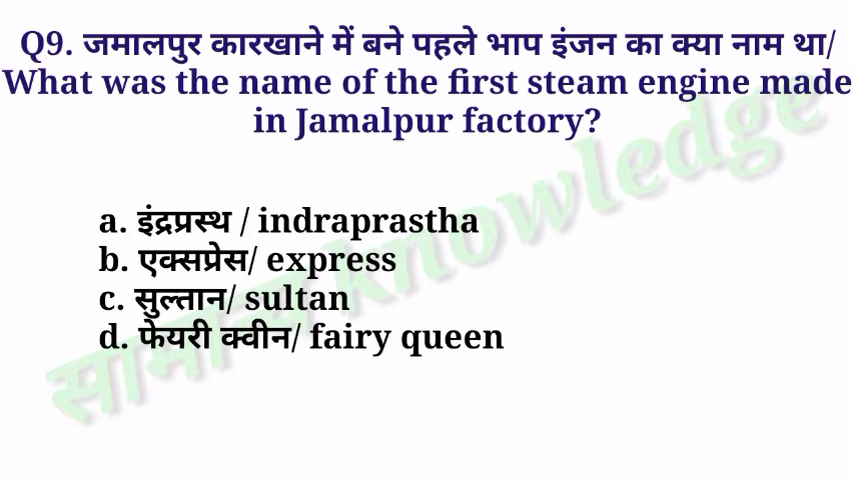 Q9. जमालपुर कारखाने में बने पहले भाप इंजन का क्या नाम था/
What was the name of the first steam engine made
in Jamalpur factory?
a. इंद्रप्रस्थ / indraprastha
b. एक्सप्रेस/ express
c. सुल्तान/ sultan
d. फेयरी क्वीन/ fairy queen
सामान्य knowledge